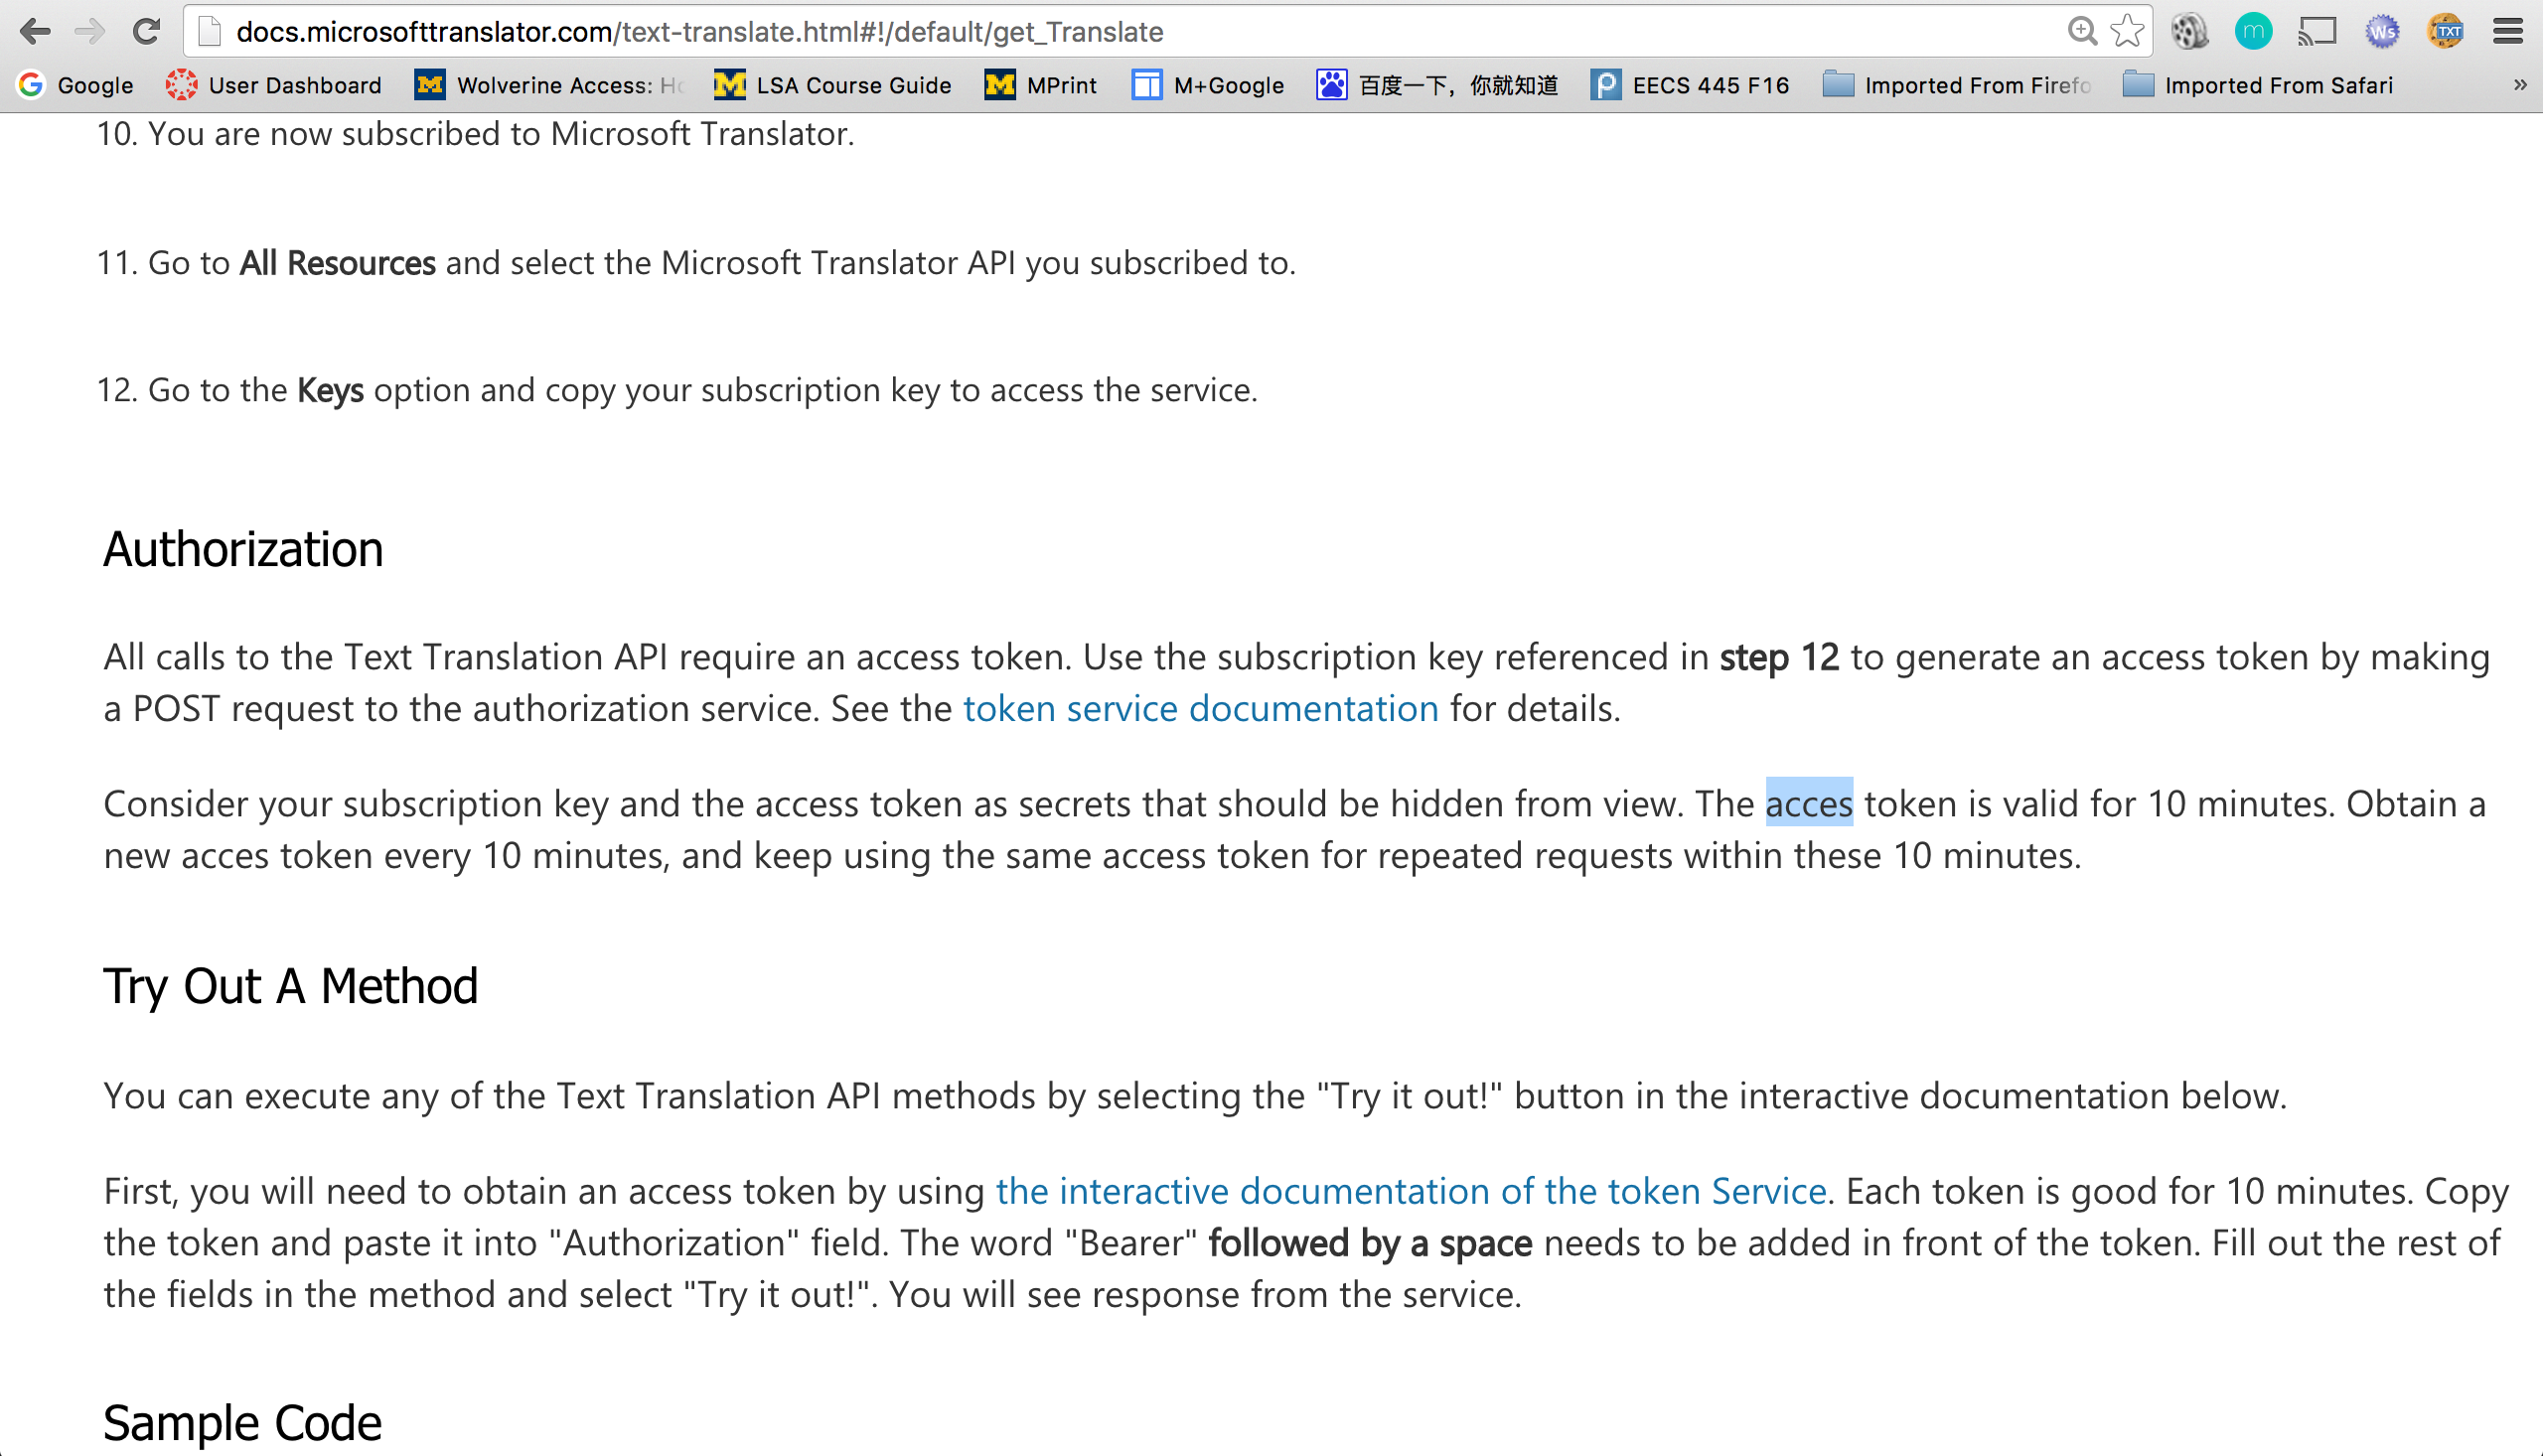 docs.microsofttranslator.com/text-translate.html#!/default/get_Translate
m
Ws
TXT
Google User Dashboard Wolverine Access: Ho LSA Course Guide MPrint M+Google 百度一下，你就知道 EECS 445 F16 Imported From Firefo Imported From Safari »
10. You are now subscribed to Microsoft Translator.
11. Go to All Resources and select the Microsoft Translator API you subscribed to.
12. Go to the Keys option and copy your subscription key to access the service.
Authorization
All calls to the Text Translation API require an access token. Use the subscription key referenced in step 12 to generate an access token by making
a POST request to the authorization service. See the token service documentation for details.
Consider your subscription key and the access token as secrets that should be hidden from view. The acces token is valid for 10 minutes. Obtain a
new acces token every 10 minutes, and keep using the same access token for repeated requests within these 10 minutes.
Try Out A Method
You can execute any of the Text Translation API methods by selecting the "Try it out!" button in the interactive documentation below.
First, you will need to obtain an access token by using the interactive documentation of the token Service. Each token is good for 10 minutes. Copy
the token and paste it into "Authorization" field. The word "Bearer" followed by a space needs to be added in front of the token. Fill out the rest of
the fields in the method and select "Try it out!". You will see response from the service.
Sample Code